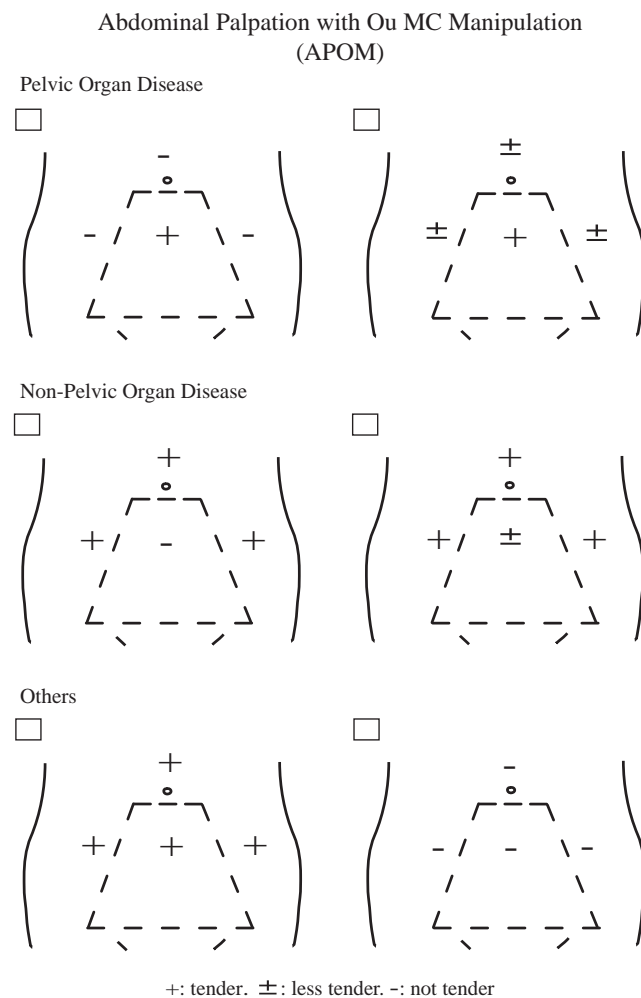 Abdominal Palpation with Ou MC Manipulation
(APOM)
Pelvic Organ Disease
- ±
- + - ± + ±
Non-Pelvic Organ Disease
+ +
+ - + + ± +
Others
+ -
+ + + - - -
+: tender. ±: less tender. -: not tender